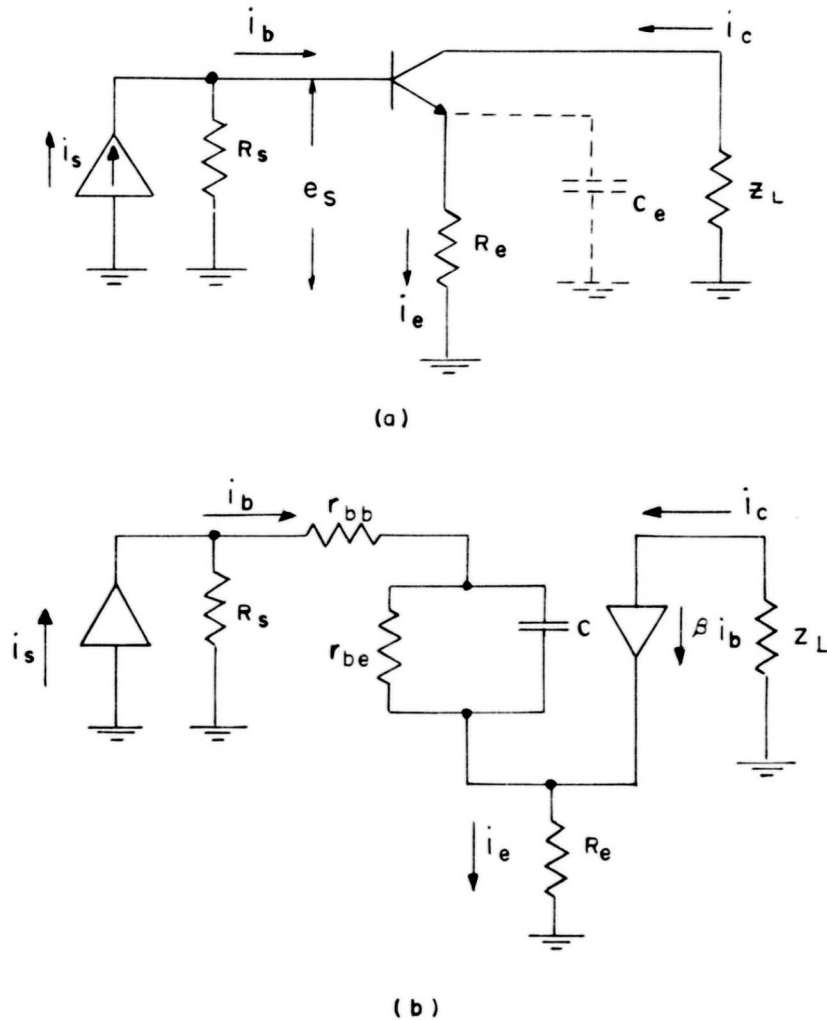 i_b
i_c
i_s
R_s
e_s
C_e
Z_L
R_e
i_e
(a)
i_b
r_bb
i_c
R_s
i_s
r_be
C
β i_b
Z_L
i_e
R_e
(b)